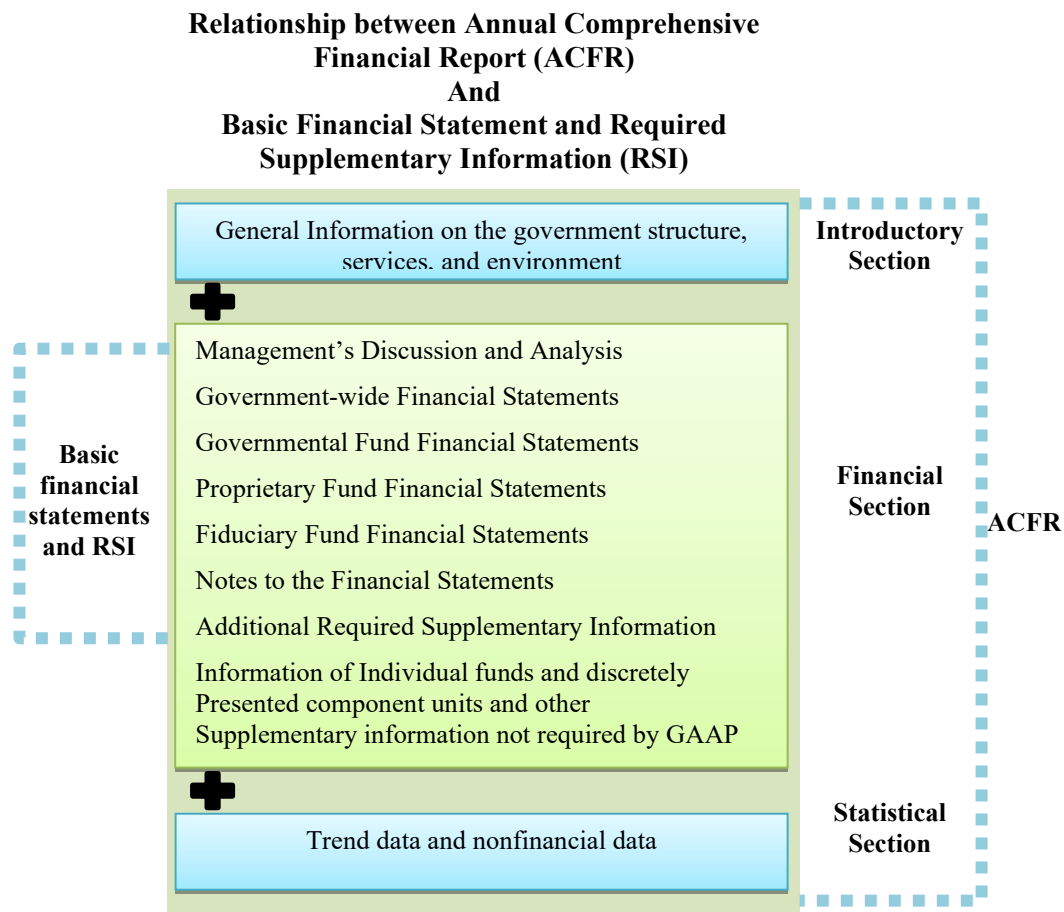 Relationship between Annual Comprehensive
Financial Report (ACFR)
And
Basic Financial Statement and Required
Supplementary Information (RSI)
General Information on the government structure,
services, and environment
Introductory
Section
Management's Discussion and Analysis
Government-wide Financial Statements
Governmental Fund Financial Statements
Proprietary Fund Financial Statements
Fiduciary Fund Financial Statements
Notes to the Financial Statements
Additional Required Supplementary Information
Information of Individual funds and discretely
Presented component units and other
Supplementary information not required by GAAP
Basic
financial
statements
and RSI
Financial
Section
ACFR
Trend data and nonfinancial data
Statistical
Section